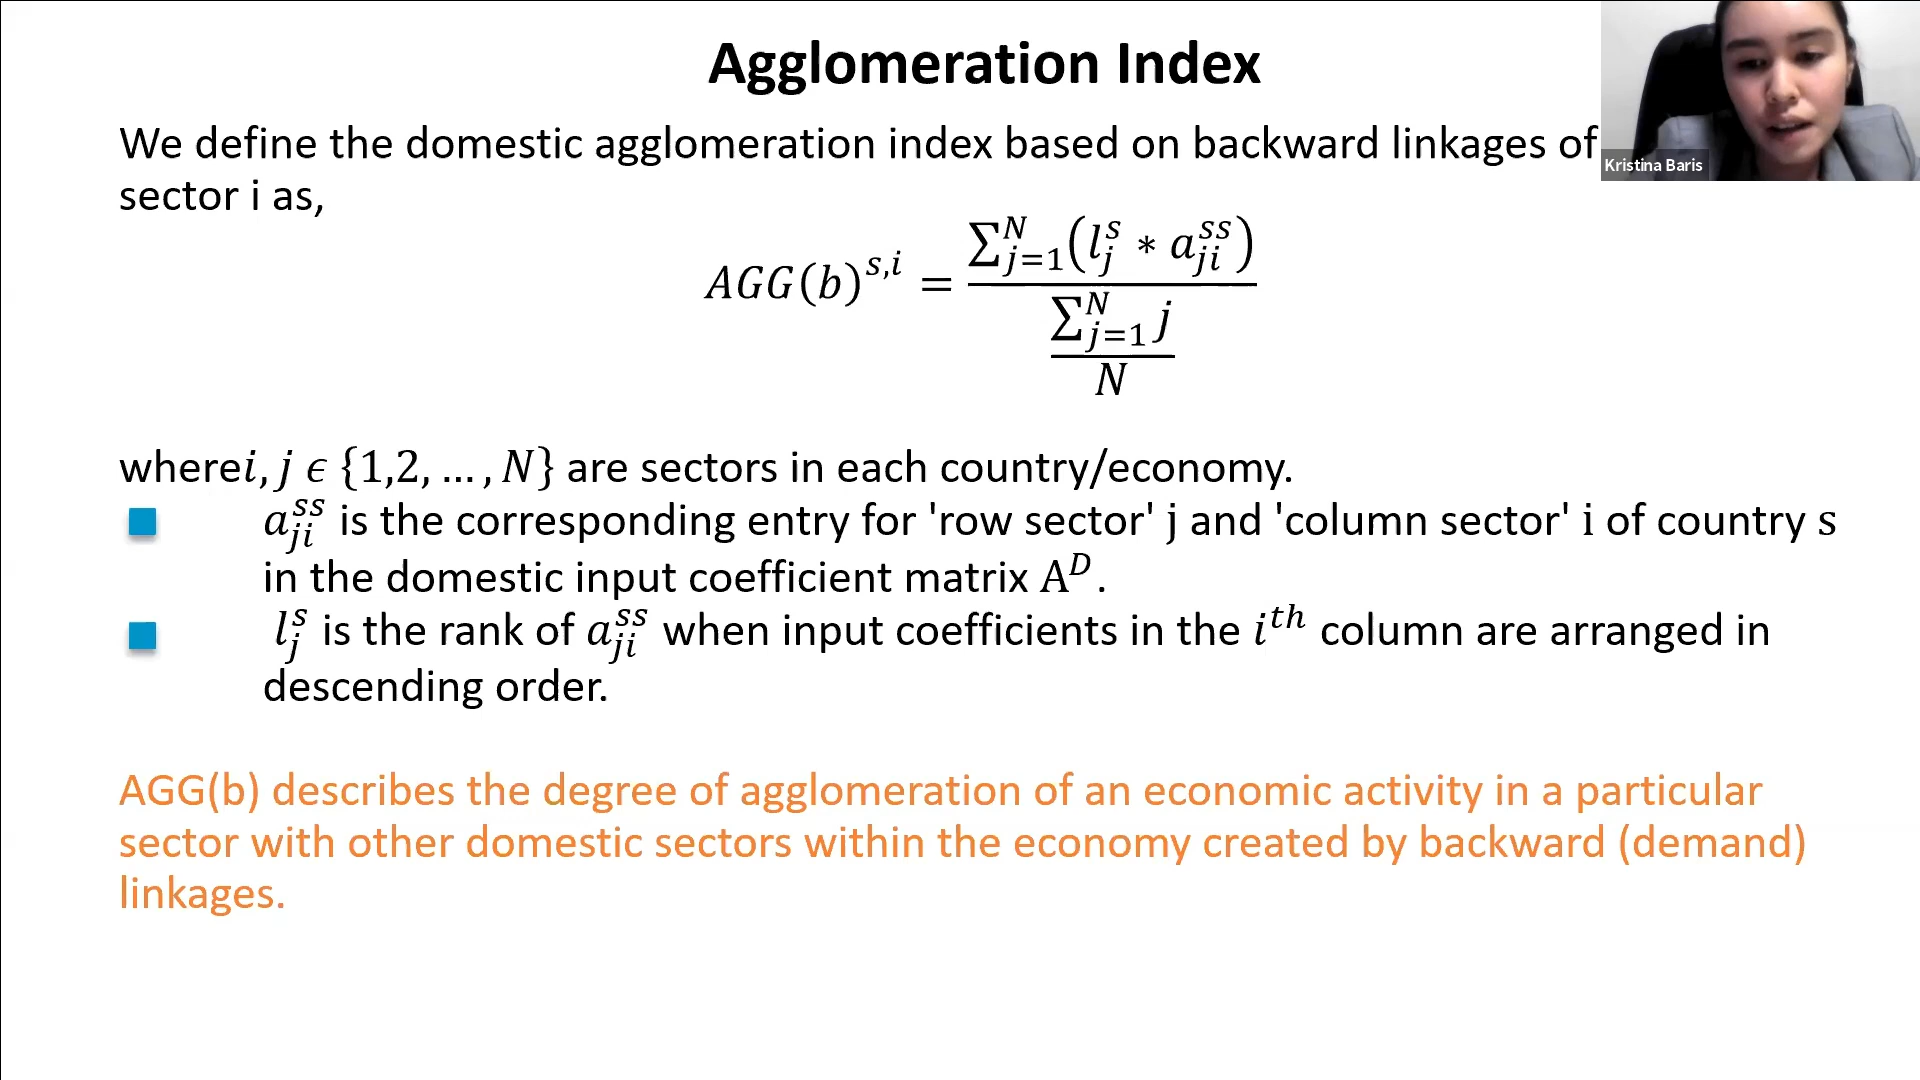 Agglomeration Index
We define the domestic agglomeration index based on backward linkages of
sector i as,
Kristina Baris
AGG(b)^{s,i} = \frac{\sum_{j=1}^{N}(l_j^s * a_{ji}^{ss})}{\frac{\sum_{j=1}^{N} j}{N}}
wherei, j ϵ {1,2, … , N} are sectors in each country/economy.
a_{ji}^{ss} is the corresponding entry for 'row sector' j and 'column sector' i of country s
in the domestic input coefficient matrix A^D.
l_j^s is the rank of a_{ji}^{ss} when input coefficients in the i^{th} column are arranged in
descending order.
AGG(b) describes the degree of agglomeration of an economic activity in a particular
sector with other domestic sectors within the economy created by backward (demand)
linkages.